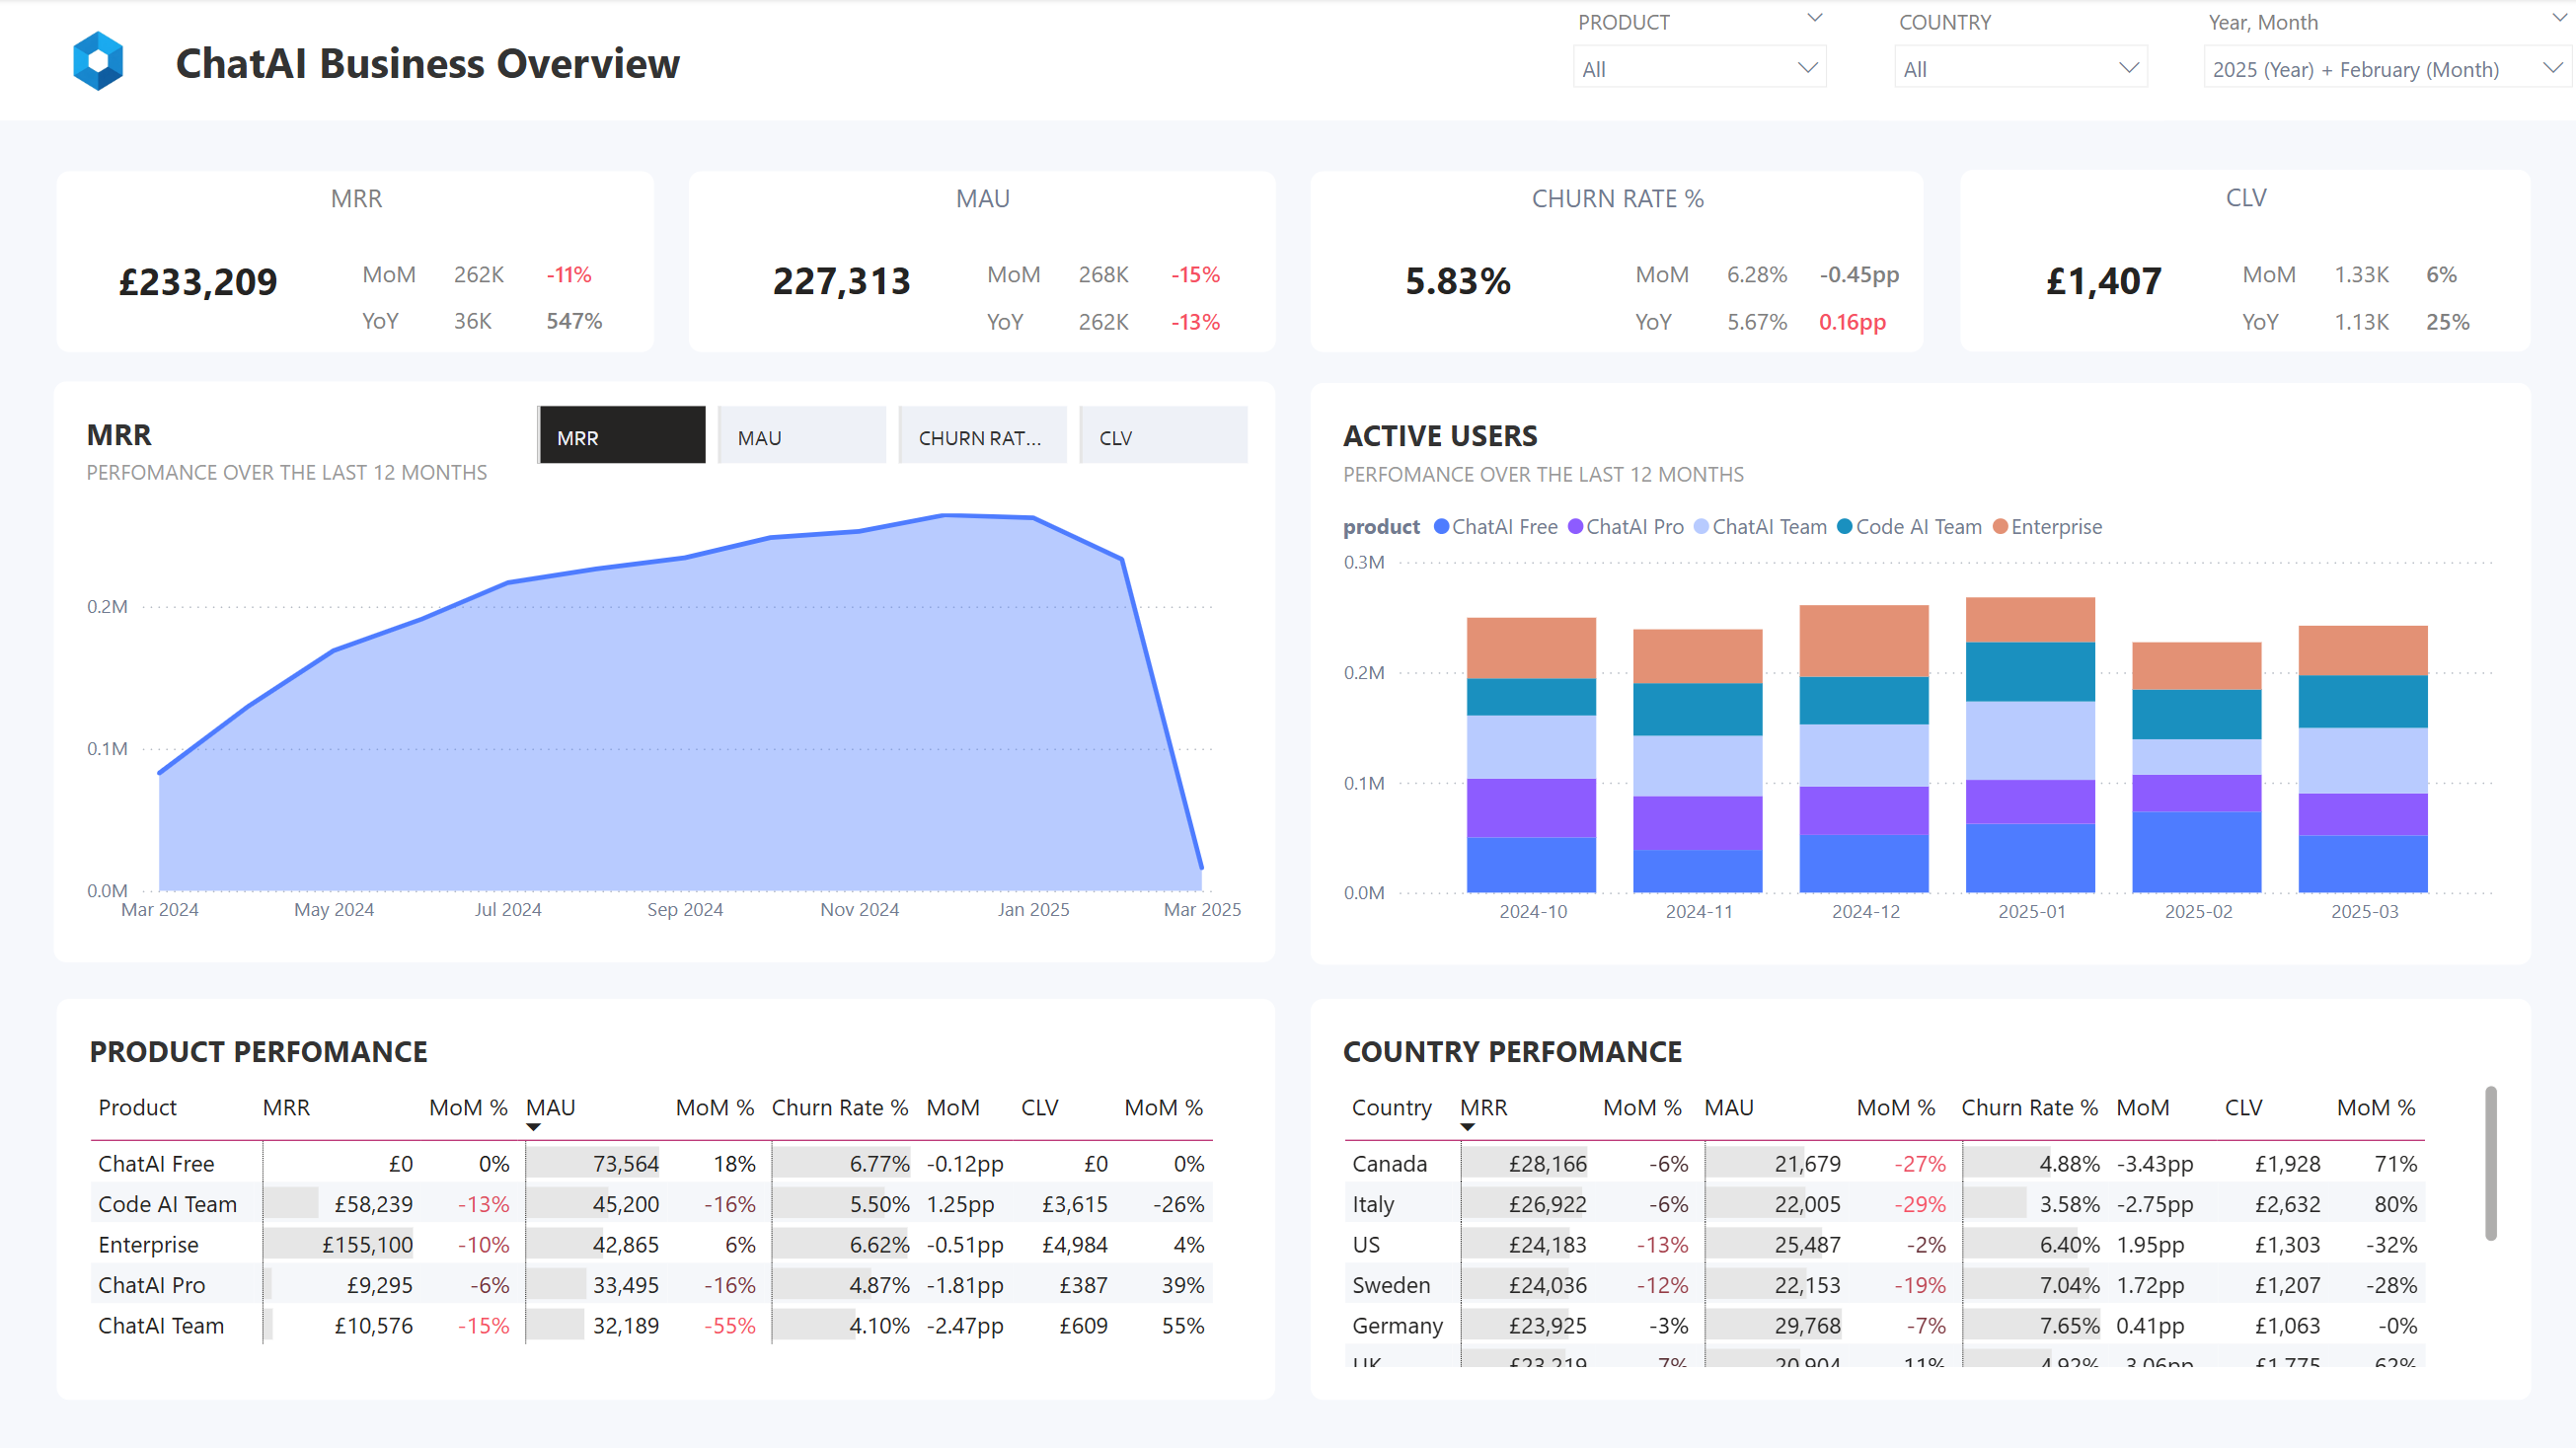 ChatAI Business Overview
PRODUCT
All
COUNTRY
All
Year, Month
2025 (Year) + February (Month)
MRR
£233,209
MoM 262K -11%
YoY 36K 547%
MAU
227,313
MoM 268K -15%
YoY 262K -13%
CHURN RATE %
5.83%
MoM 6.28% -0.45pp
YoY 5.67% 0.16pp
CLV
£1,407
MoM 1.33K 6%
YoY 1.13K 25%
MRR
PERFOMANCE OVER THE LAST 12 MONTHS
MRR MAU CHURN RAT... CLV
0.2M
0.1M
0.0M
Mar 2024 May 2024 Jul 2024 Sep 2024 Nov 2024 Jan 2025 Mar 2025
ACTIVE USERS
PERFOMANCE OVER THE LAST 12 MONTHS
product ChatAI Free ChatAI Pro ChatAI Team Code AI Team Enterprise
0.3M
0.2M
0.1M
0.0M
2024-10 2024-11 2024-12 2025-01 2025-02 2025-03
PRODUCT PERFOMANCE
Product MRR MoM % MAU MoM % Churn Rate % MoM CLV MoM %
ChatAI Free £0 0% 73,564 18% 6.77% -0.12pp £0 0%
Code AI Team £58,239 -13% 45,200 -16% 5.50% 1.25pp £3,615 -26%
Enterprise £155,100 -10% 42,865 6% 6.62% -0.51pp £4,984 4%
ChatAI Pro £9,295 -6% 33,495 -16% 4.87% -1.81pp £387 39%
ChatAI Team £10,576 -15% 32,189 -55% 4.10% -2.47pp £609 55%
COUNTRY PERFOMANCE
Country MRR MoM % MAU MoM % Churn Rate % MoM CLV MoM %
Canada £28,166 -6% 21,679 -27% 4.88% -3.43pp £1,928 71%
Italy £26,922 -6% 22,005 -29% 3.58% -2.75pp £2,632 80%
US £24,183 -13% 25,487 -2% 6.40% 1.95pp £1,303 -32%
Sweden £24,036 -12% 22,153 -19% 7.04% 1.72pp £1,207 -28%
Germany £23,925 -3% 29,768 -7% 7.65% 0.41pp £1,063 -0%
UK £23,219